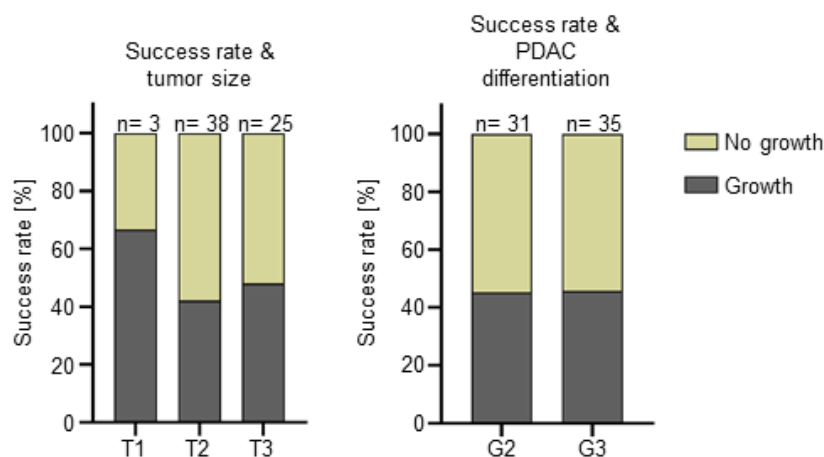 Success rate &
tumor size
n= 3 n= 38 n= 25
100
80
60
40
20
0
Success rate [%]
T1 T2 T3
Success rate &
PDAC
differentiation
n= 31 n= 35
100
80
60
40
20
0
Success rate [%]
G2 G3
No growth
Growth